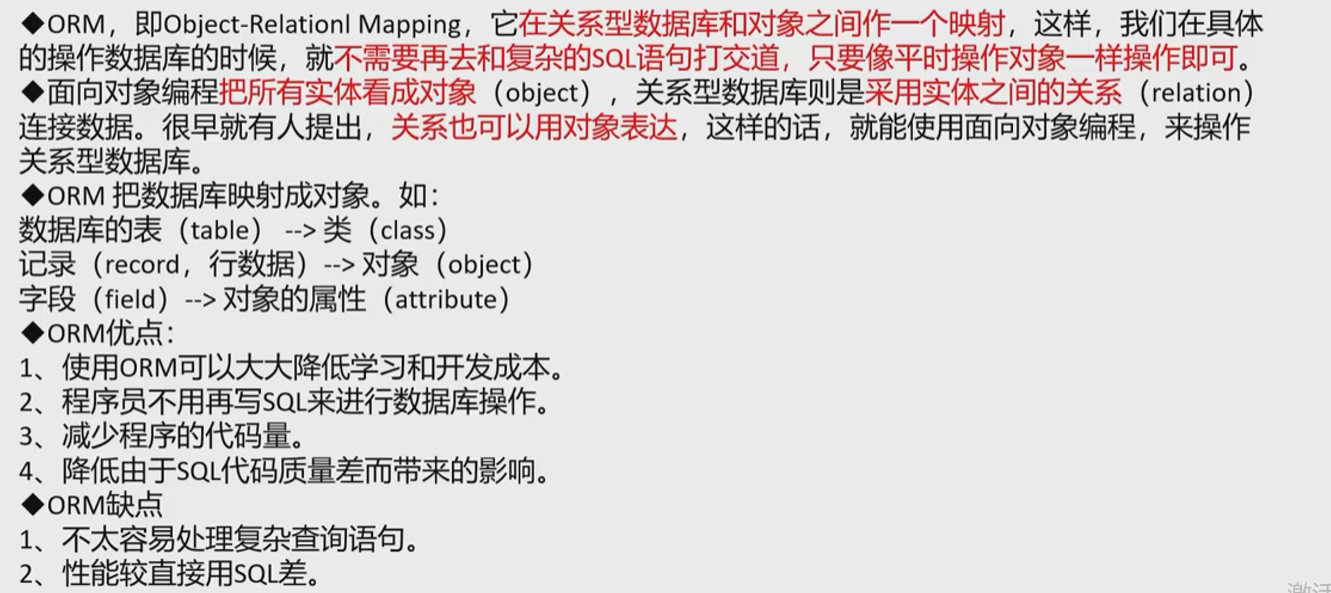 ◆ORM，即Object-Relationl Mapping，它在关系型数据库和对象之间作一个映射，这样，我们在具体
的操作数据库的时候，就不需要再去和复杂的SQL语句打交道，只要像平时操作对象一样操作即可。
◆面向对象编程把所有实体看成对象（object），关系型数据库则是采用实体之间的关系（relation）
连接数据。很早就有人提出，关系也可以用对象表达，这样的话，就能使用面向对象编程，来操作
关系型数据库。
◆ORM 把数据库映射成对象。如：
数据库的表（table） --> 类（class）
记录（record，行数据）--> 对象（object）
字段（field）--> 对象的属性（attribute）
◆ORM优点：
1、使用ORM可以大大降低学习和开发成本。
2、程序员不用再写SQL来进行数据库操作。
3、减少程序的代码量。
4、降低由于SQL代码质量差而带来的影响。
◆ORM缺点
1、不太容易处理复杂查询语句。
2、性能较直接用SQL差。